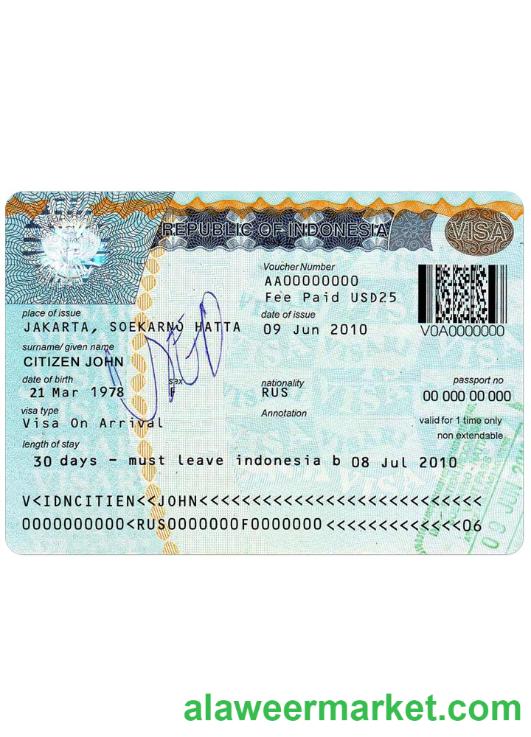 REPUBLIC OF INDONESIA
VISA
Voucher Number
AA00000000
Fee Paid USD25
place of issue
JAKARTA, SOEKARNO HATTA
date of issue
09 Jun 2010
V0A0000000
surname/ given name
CITIZEN JOHN
date of birth
21 Mar 1978
sex
F
nationality
RUS
passport no
00 000 00 000
visa type
Visa On Arrival
Annotation
valid for 1 time only
non extendable
length of stay
30 days - must leave indonesia b 08 Jul 2010
V<IDNCITIEN<<JOHN<<<<<<<<<<<<<<<<<<<<<<<<<<<
0000000000<RUS0000000F0000000<<<<<<<<<<<<<06
alaweermarket.com